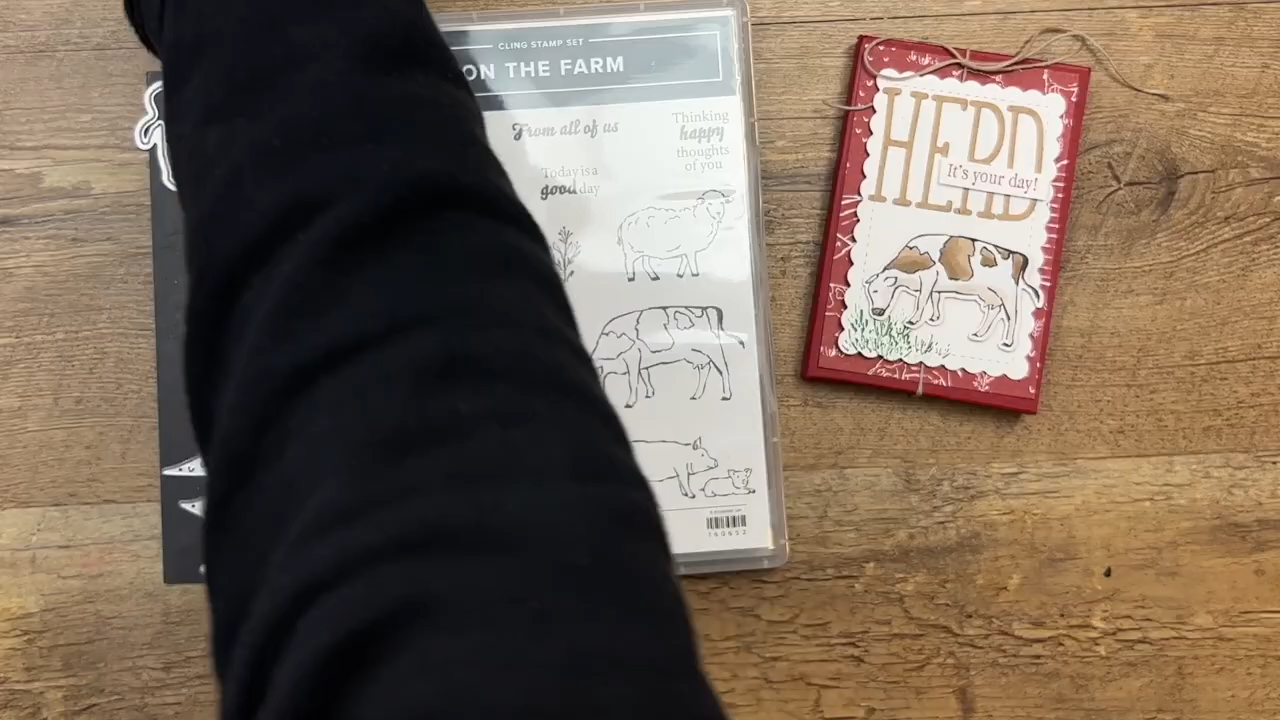 CLING STAMP SET
ON THE FARM
From all of us
Thinking
happy
thoughts
of you
Today is a
good day
160652
HERD
It's your day!